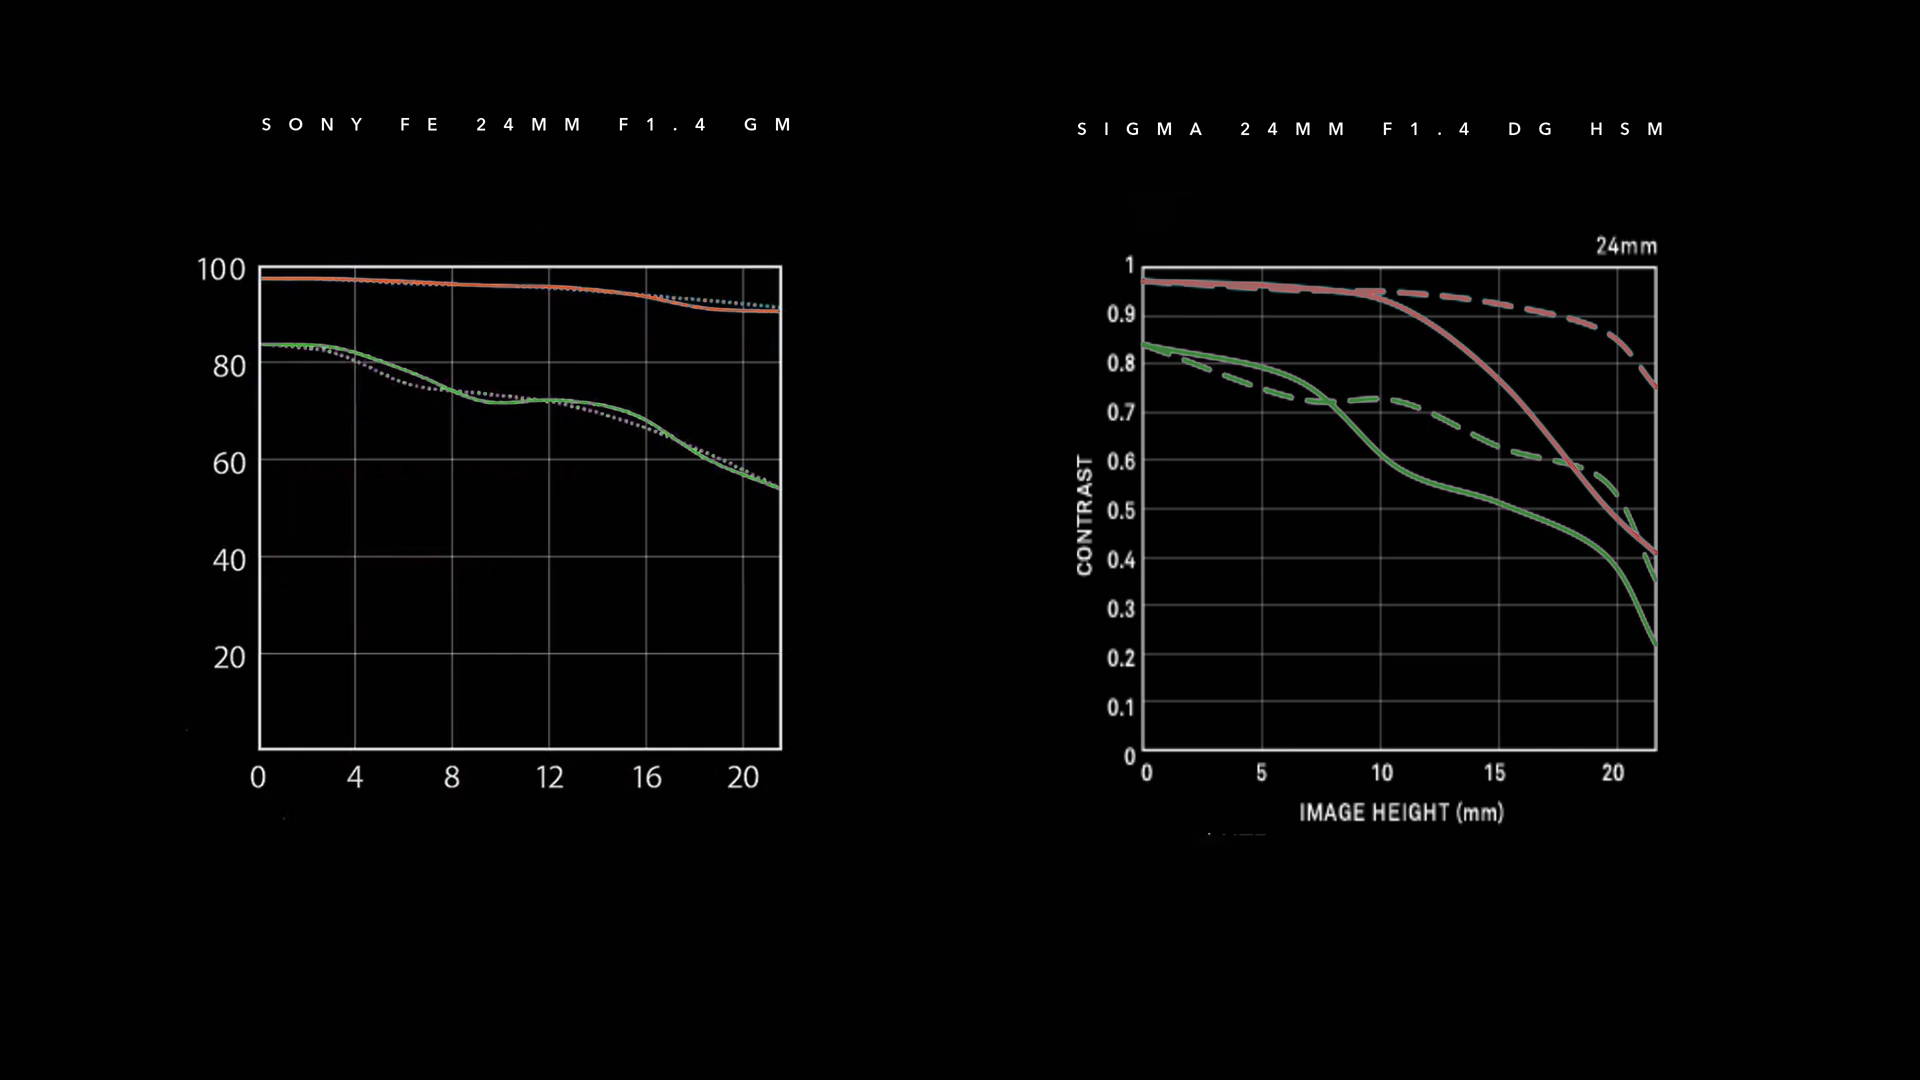 SONY FE 24MM F1.4 GM
100
80
60
40
20
0 4 8 12 16 20
SIGMA 24MM F1.4 DG HSM
24mm
1
0.9
0.8
0.7
0.6
0.5
0.4
0.3
0.2
0.1
0
CONTRAST
0 5 10 15 20
IMAGE HEIGHT (mm)